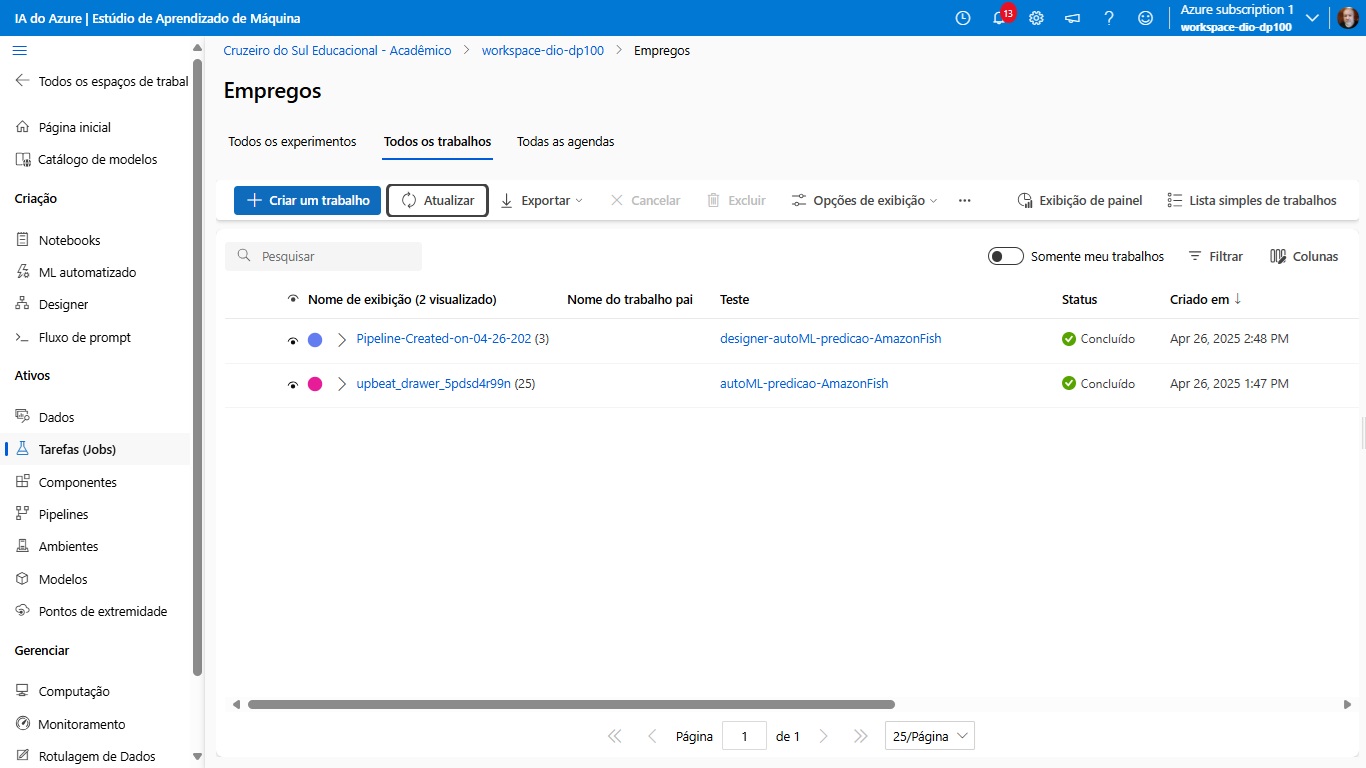 IA do Azure | Estúdio de Aprendizado de Máquina
13
Azure subscription 1
workspace-dio-dp100
Todos os espaços de trabal
Página inicial
Catálogo de modelos
Criação
Notebooks
ML automatizado
Designer
Fluxo de prompt
Ativos
Dados
Tarefas (Jobs)
Componentes
Pipelines
Ambientes
Modelos
Pontos de extremidade
Gerenciar
Computação
Monitoramento
Rotulagem de Dados
Cruzeiro do Sul Educacional - Acadêmico > workspace-dio-dp100 > Empregos
Empregos
Todos os experimentos Todos os trabalhos Todas as agendas
Criar um trabalho Atualizar Exportar Cancelar Excluir Opções de exibição ... Exibição de painel Lista simples de trabalhos
Pesquisar Somente meu trabalhos Filtrar Colunas
Nome de exibição (2 visualizado) Nome do trabalho pai Teste Status Criado em
Pipeline-Created-on-04-26-202 (3) designer-autoML-predicao-AmazonFish Concluído Apr 26, 2025 2:48 PM
upbeat_drawer_5pdsd4r99n (25) autoML-predicao-AmazonFish Concluído Apr 26, 2025 1:47 PM
Página 1 de 1 25/Página